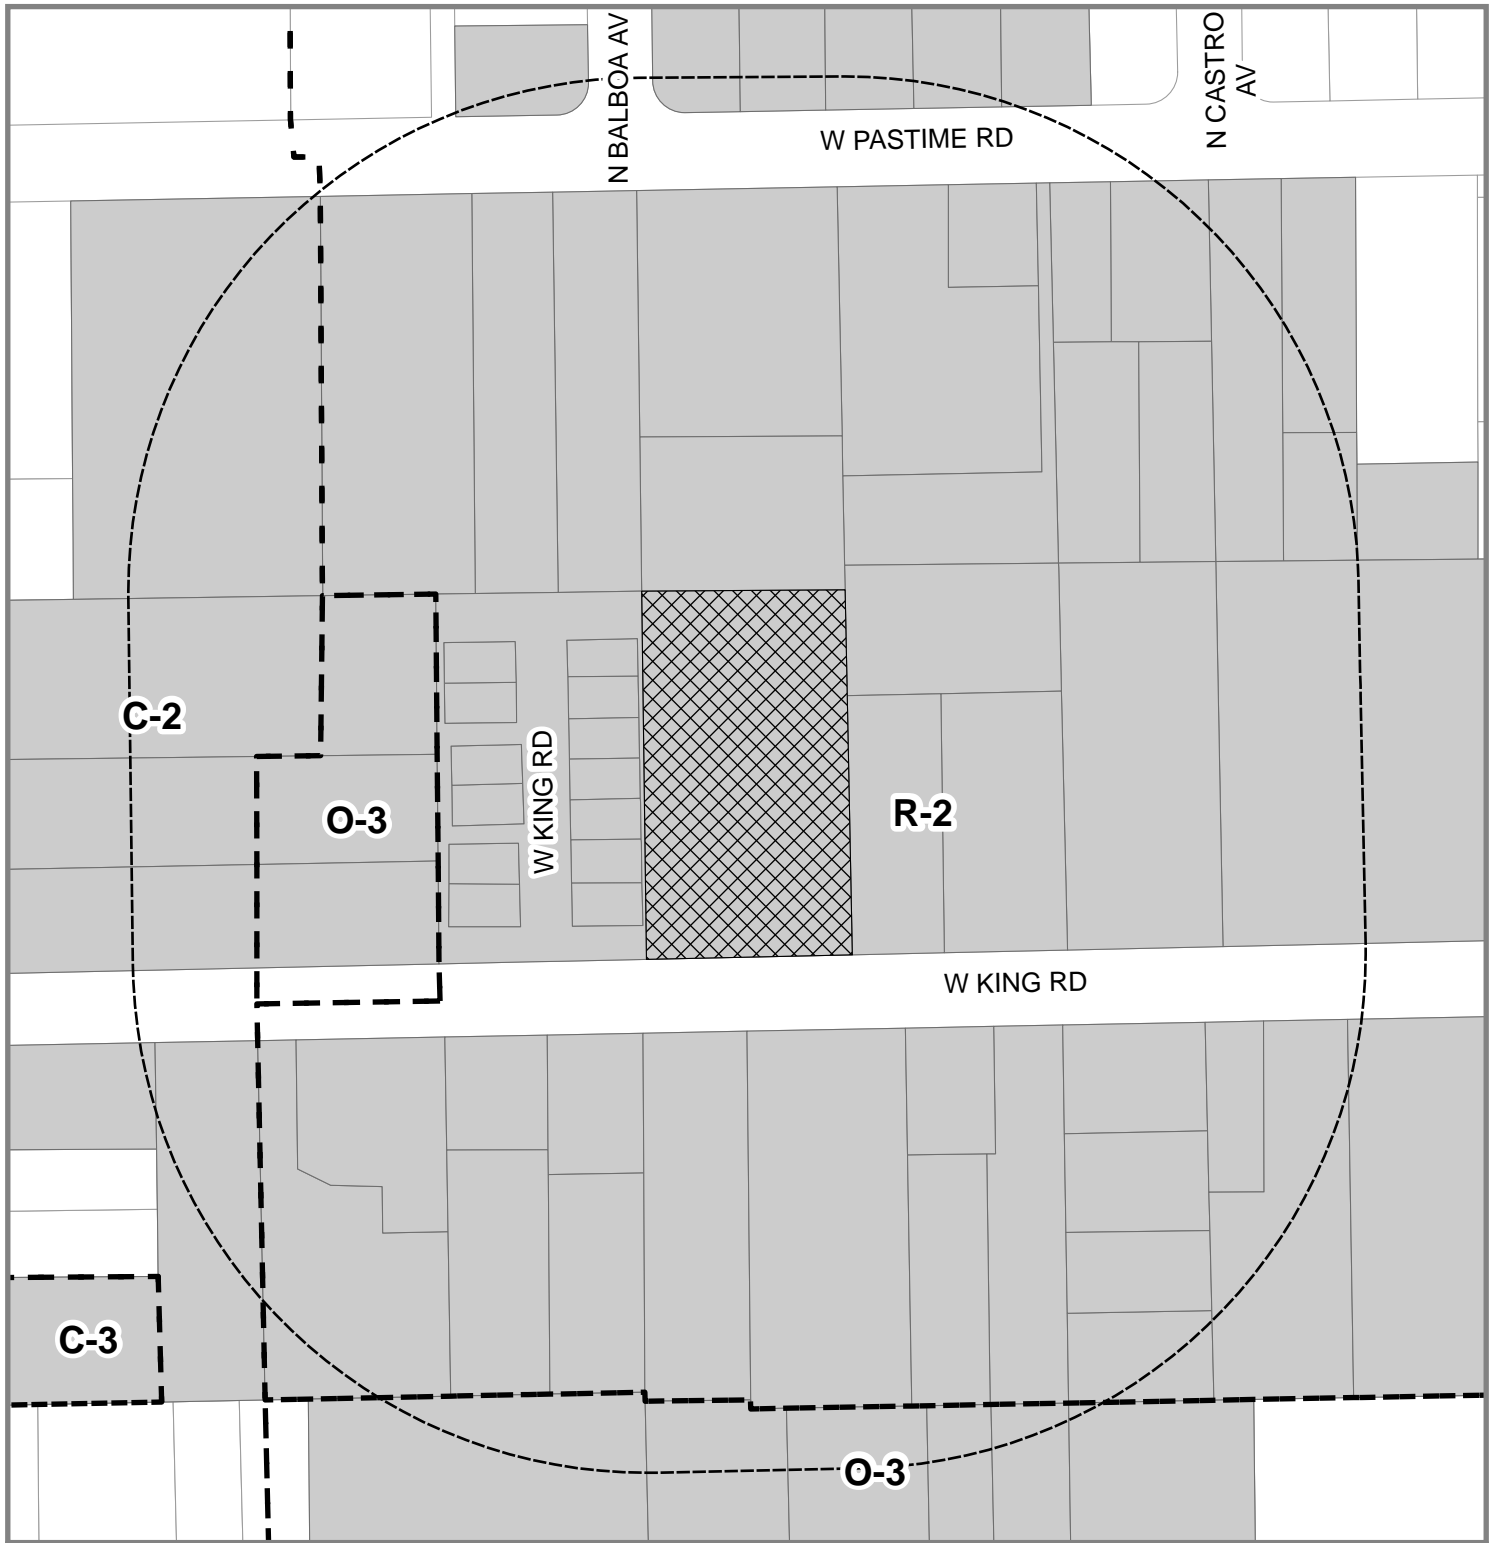 N BALBOA AV
N CASTRO
AV
W PASTIME RD
C-2
W KING RD
O-3
R-2
W KING RD
C-3
O-3